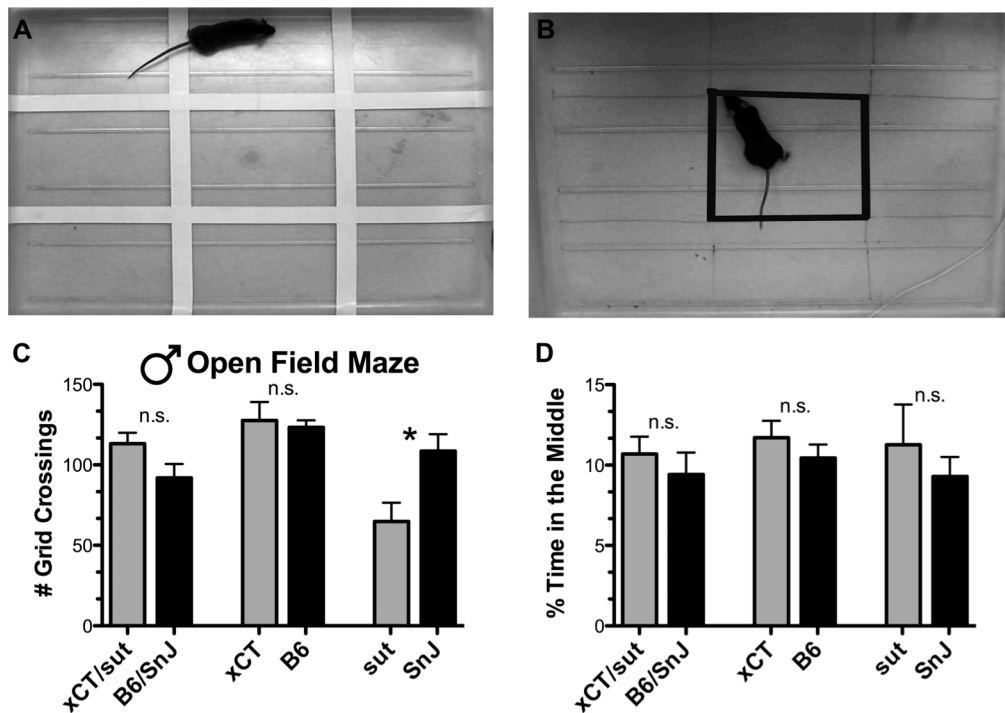 A
B
C
♂ Open Field Maze
# Grid Crossings
150
100
50
0
n.s.
n.s.
*
xCT/sut
B6/SnJ
xCT
B6
sut
SnJ
D
% Time in the Middle
15
10
5
0
n.s.
n.s.
n.s.
xCT/sut
B6/SnJ
xCT
B6
sut
SnJ